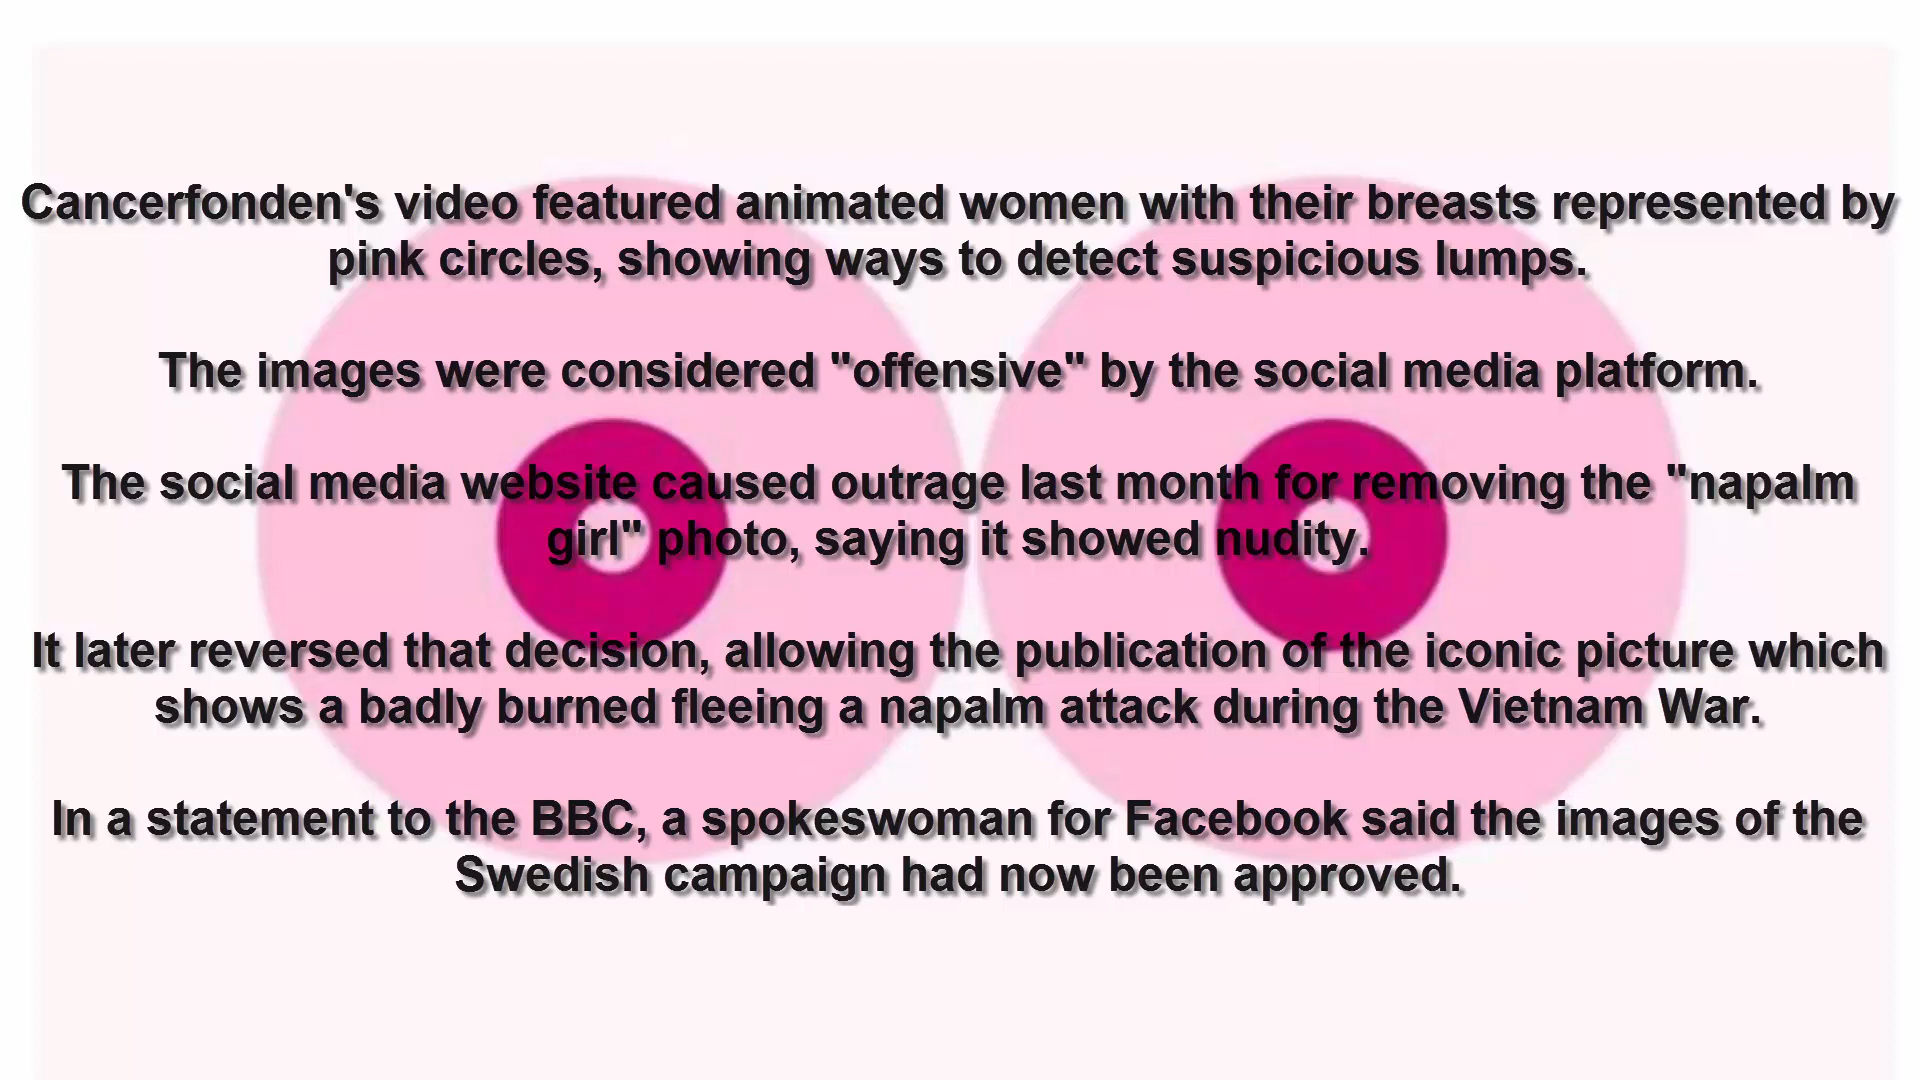 Cancerfonden's video featured animated women with their breasts represented by
pink circles, showing ways to detect suspicious lumps.
The images were considered "offensive" by the social media platform.
The social media website caused outrage last month for removing the "napalm
girl" photo, saying it showed nudity.
It later reversed that decision, allowing the publication of the iconic picture which
shows a badly burned fleeing a napalm attack during the Vietnam War.
In a statement to the BBC, a spokeswoman for Facebook said the images of the
Swedish campaign had now been approved.